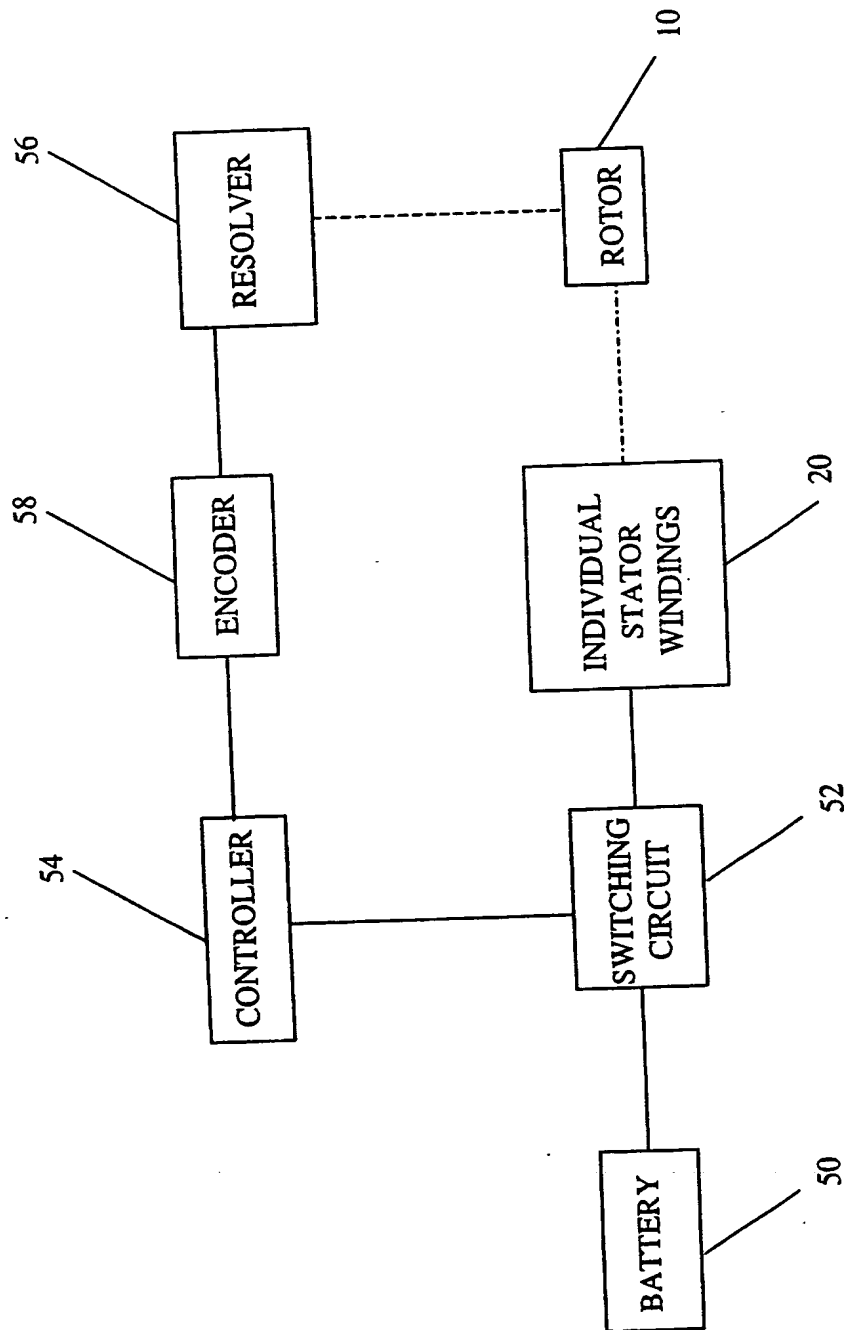 56
RESOLVER
58
ENCODER
54
CONTROLLER
10
ROTOR
20
INDIVIDUAL
STATOR
WINDINGS
52
SWITCHING
CIRCUIT
50
BATTERY